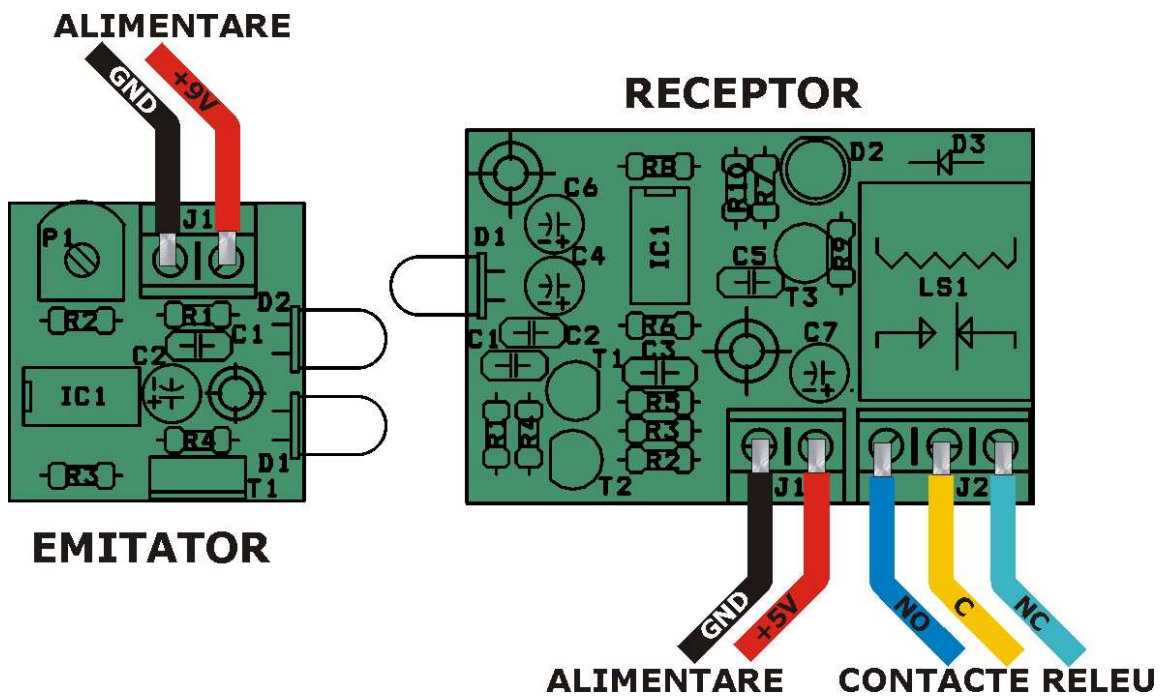 ALIMENTARE
GND
+9V
J1
P1
R2
R1
D2
C1
C2
IC1
R4
R3
D1
T1
EMITATOR
RECEPTOR
R8
R10
R7
D2
D3
C6
D1
IC1
C4
C5
R9
T3
LS1
C1
C2
R6
T1
C3
C7
R1
R4
R5
R3
R2
T2
J1
J2
GND
+5V
NO
C
NC
ALIMENTARE
CONTACTE RELEU